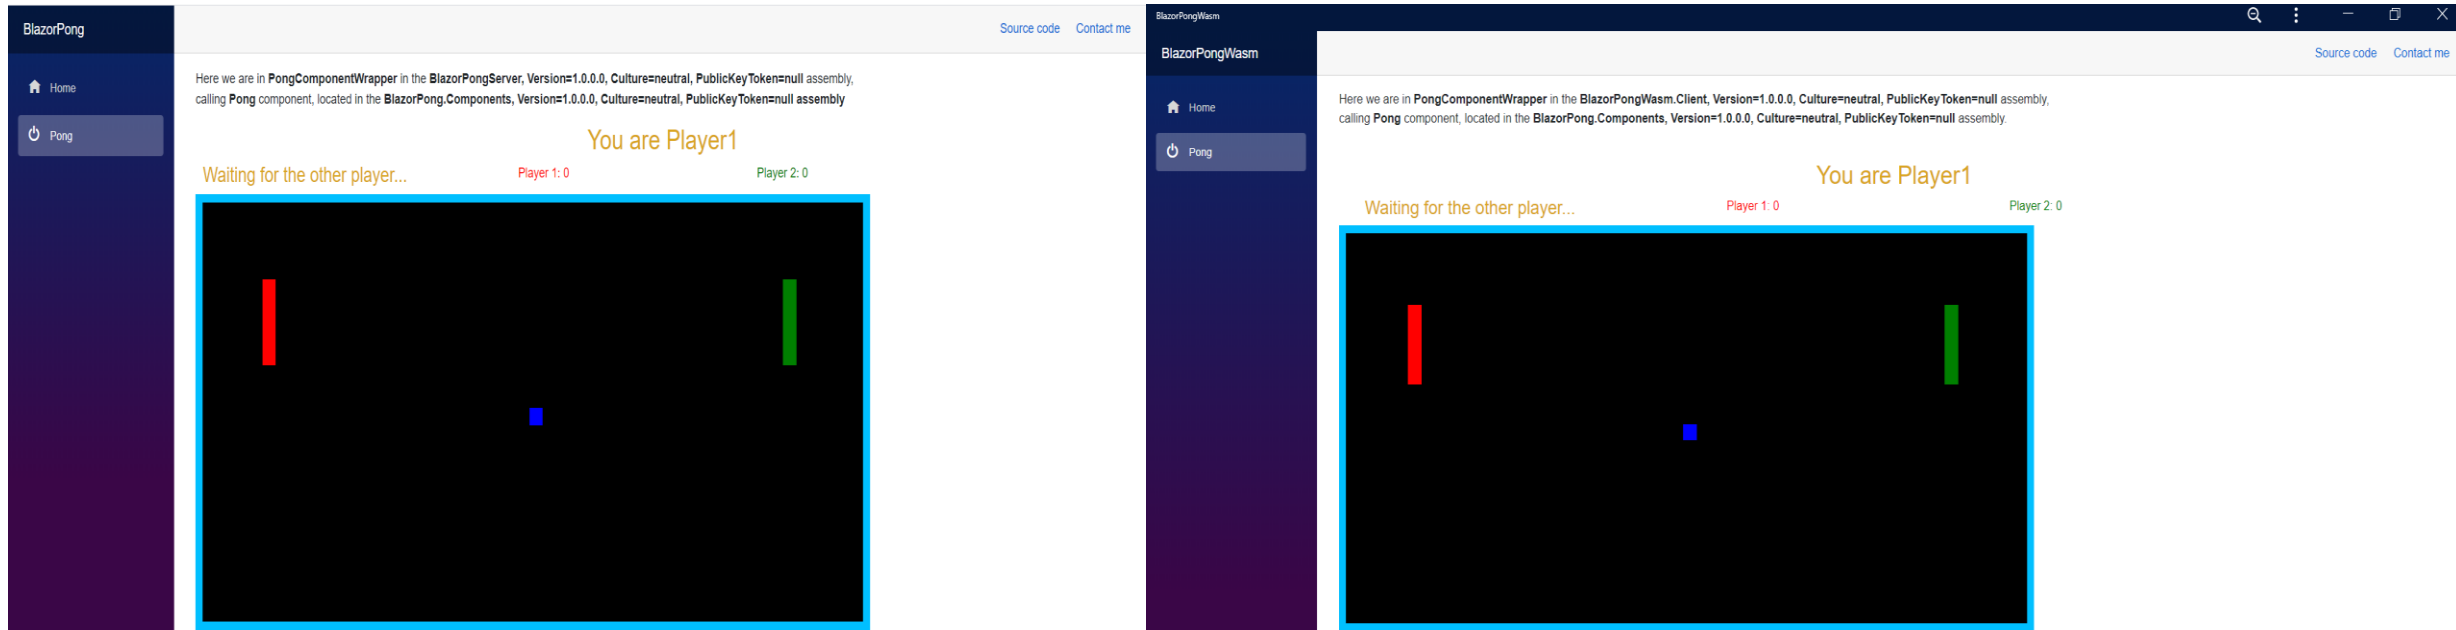 BlazorPong
Source code Contact me
Home
Pong
Here we are in PongComponentWrapper in the BlazorPongServer, Version=1.0.0.0, Culture=neutral, PublicKeyToken=null assembly,
calling Pong component, located in the BlazorPong.Components, Version=1.0.0.0, Culture=neutral, PublicKeyToken=null assembly
You are Player1
Waiting for the other player... Player 1: 0 Player 2: 0
BlazorPongWasm
BlazorPongWasm
Source code Contact me
Home
Pong
Here we are in PongComponentWrapper in the BlazorPongWasm.Client, Version=1.0.0.0, Culture=neutral, PublicKeyToken=null assembly,
calling Pong component, located in the BlazorPong.Components, Version=1.0.0.0, Culture=neutral, PublicKeyToken=null assembly.
You are Player1
Waiting for the other player... Player 1: 0 Player 2: 0